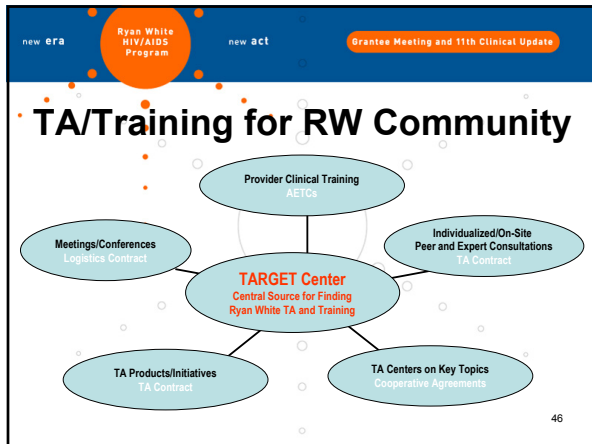 new era
Ryan White
HIV/AIDS
Program
new act
Grantee Meeting and 11th Clinical Update
TA/Training for RW Community
Provider Clinical Training
AETCs
Meetings/Conferences
Logistics Contract
Individualized/On-Site
Peer and Expert Consultations
TA Contract
TARGET Center
Central Source for Finding
Ryan White TA and Training
TA Products/Initiatives
TA Contract
TA Centers on Key Topics
Cooperative Agreements
46